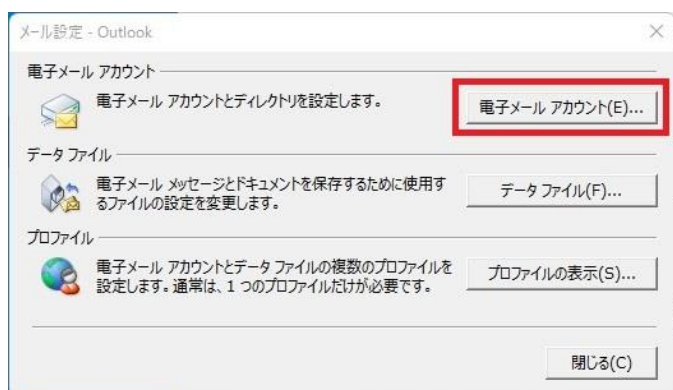 メール設定 - Outlook
電子メール アカウント
電子メール アカウントとディレクトリを設定します。
電子メール アカウント(E)...
データ ファイル
電子メール メッセージとドキュメントを保存するために使用す
るファイルの設定を変更します。
データ ファイル(F)...
プロファイル
電子メール アカウントとデータ ファイルの複数のプロファイルを
設定します。通常は、1 つのプロファイルだけが必要です。
プロファイルの表示(S)...
閉じる(C)